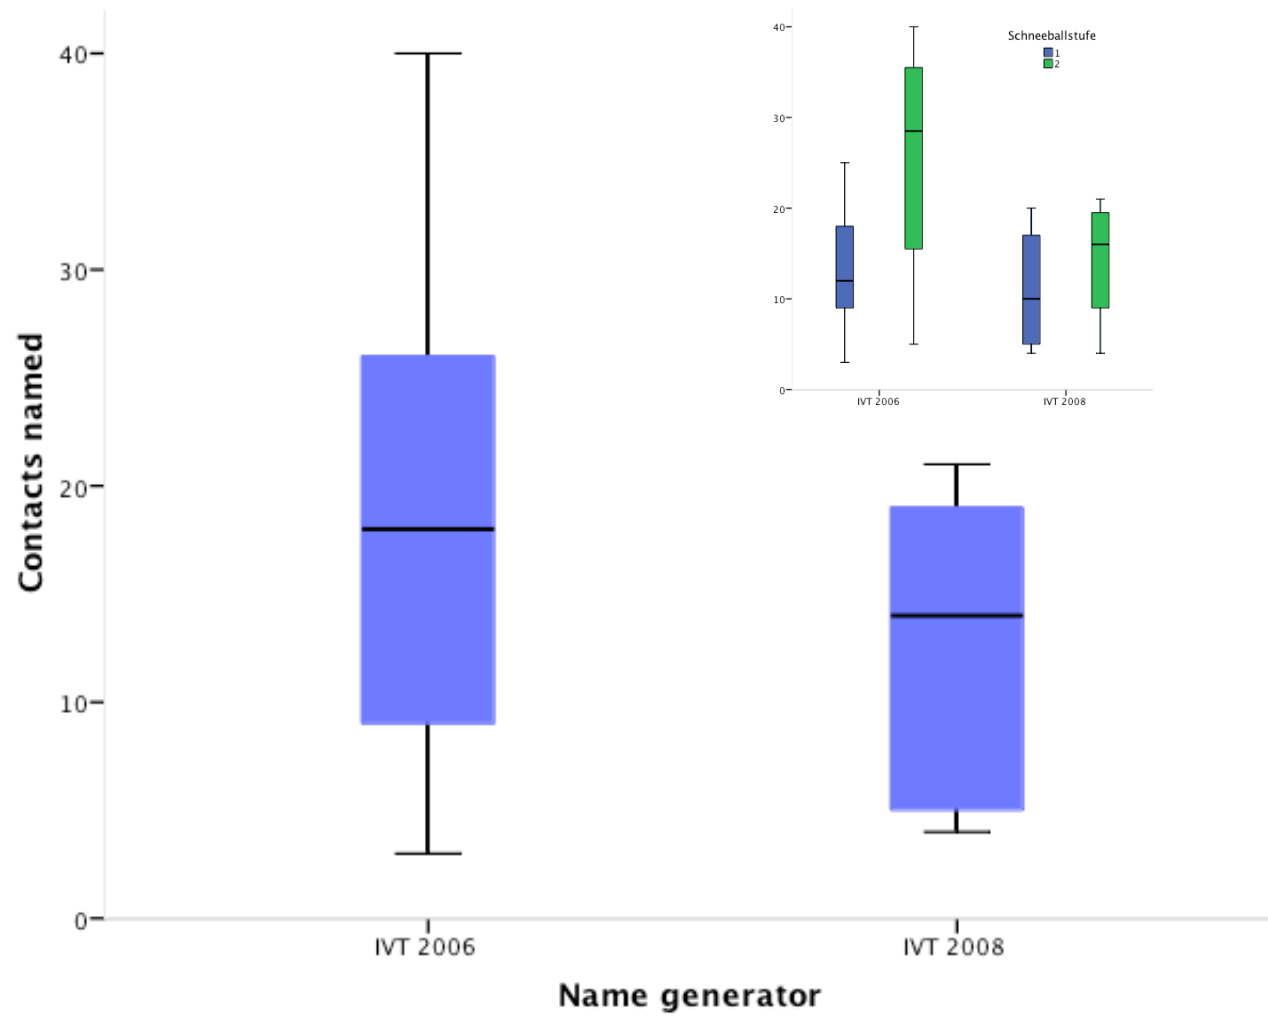 40
30
20
10
0
Contacts named
IVT 2006
IVT 2008
Name generator
40
30
20
10
0
Schneeballstufe
1
2
IVT 2006
IVT 2008